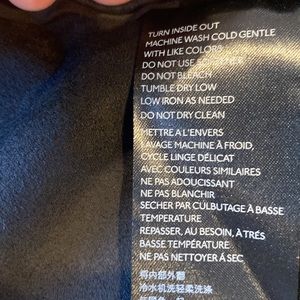 TURN INSIDE OUT
MACHINE WASH COLD GENTLE
WITH LIKE COLORS
DO NOT USE SOFTENER
DO NOT BLEACH
TUMBLE DRY LOW
LOW IRON AS NEEDED
DO NOT DRY CLEAN
METTRE A L'ENVERS
LAVAGE MACHINE À FROID,
CYCLE LINGE DÉLICAT
AVEC COULEURS SIMILAIRES
NE PAS ADOUCISSANT
NE PAS BLANCHIR
SECHER PAR CULBUTAGE À BASSE
TEMPERATURE
REPASSER, AU BESOIN, À TRÉS
BASSE TEMPÉRATURE
NE PAS NETTOYER Á SEC
将内部外翻
冷水机洗轻柔洗涤